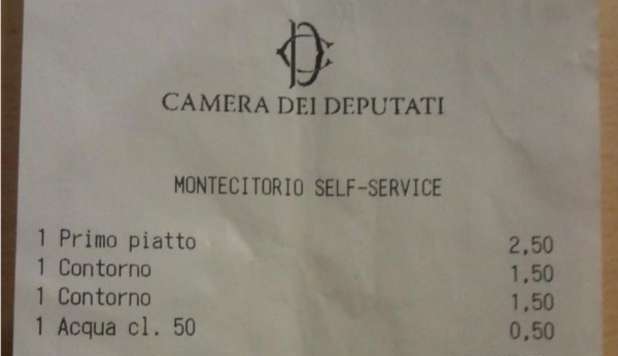 CAMERA DEI DEPUTATI
MONTECITORIO SELF-SERVICE
1 Primo piatto 2,50
1 Contorno 1,50
1 Contorno 1,50
1 Acqua cl. 50 0,50